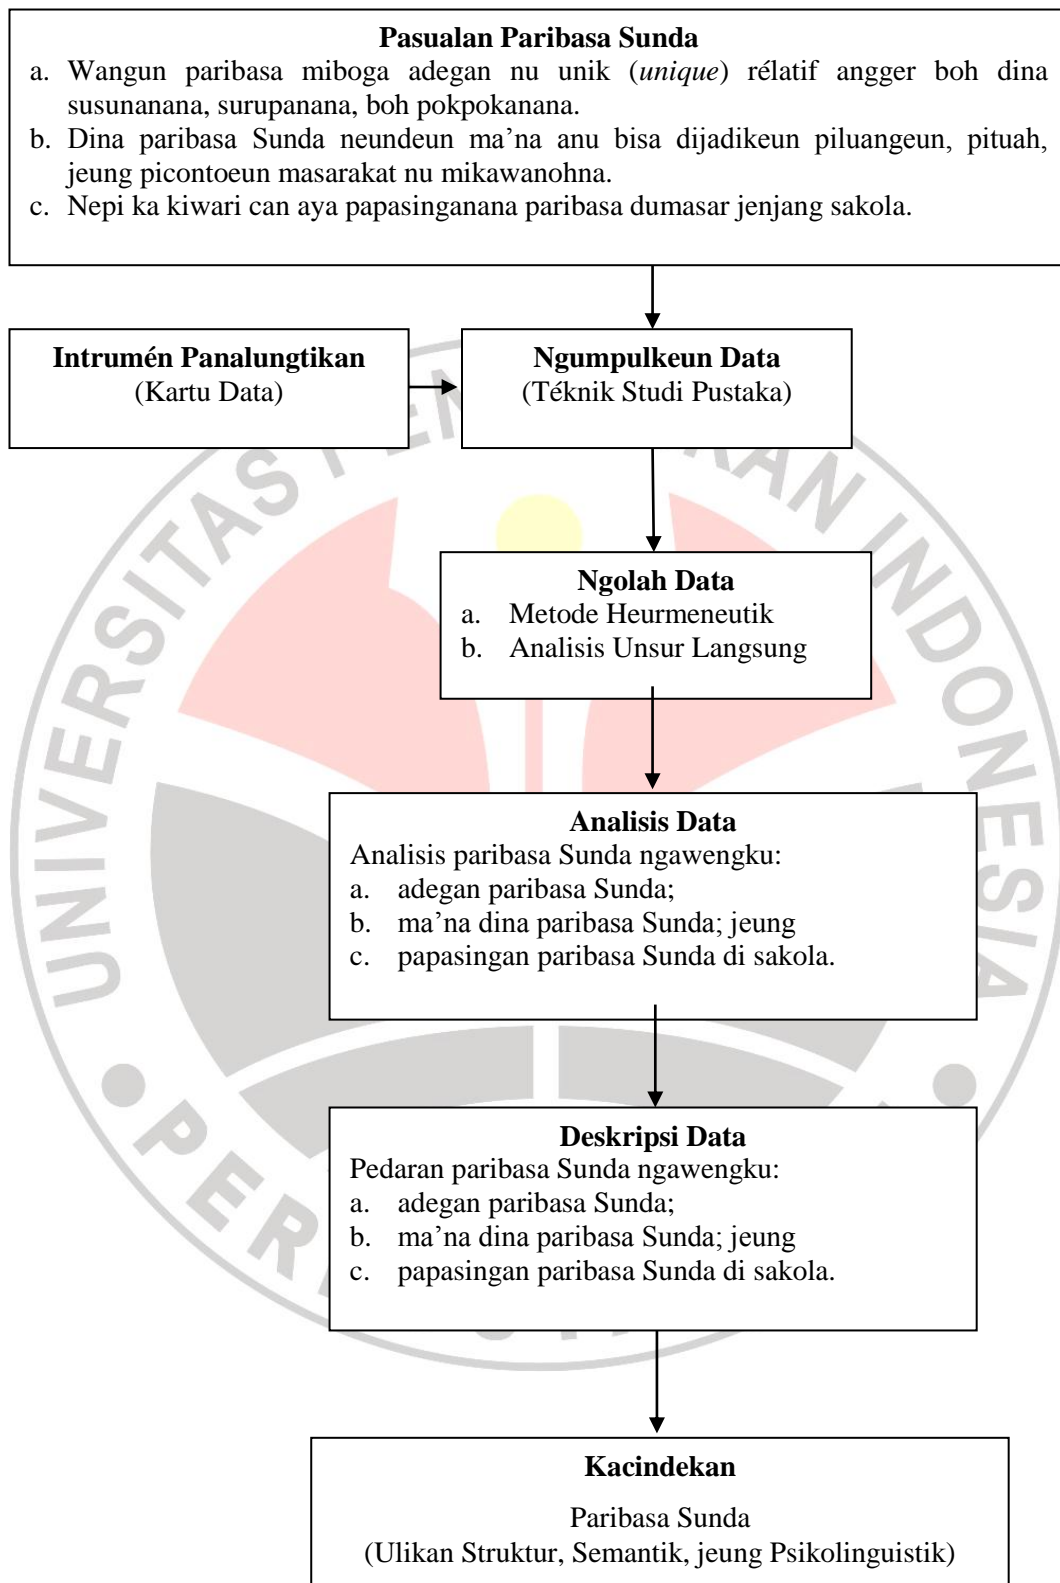 Pasualan Paribasa Sunda
a. Wangun paribasa miboga adegan nu unik (unique) rélatif angger boh dina
susunanana, surupanana, boh pokpokanana.
b. Dina paribasa Sunda neundeun ma’na anu bisa dijadikeun piluangeun, pituah,
jeung picontoeun masarakat nu mikawanohna.
c. Nepi ka kiwari can aya papasinganana paribasa dumasar jenjang sakola.
Intrumén Panalungtikan
(Kartu Data)
Ngumpulkeun Data
(Téknik Studi Pustaka)
Ngolah Data
a. Metode Heurmeneutik
b. Analisis Unsur Langsung
Analisis Data
Analisis paribasa Sunda ngawengku:
a. adegan paribasa Sunda;
b. ma’na dina paribasa Sunda; jeung
c. papasingan paribasa Sunda di sakola.
Deskripsi Data
Pedaran paribasa Sunda ngawengku:
a. adegan paribasa Sunda;
b. ma’na dina paribasa Sunda; jeung
c. papasingan paribasa Sunda di sakola.
Kacindekan
Paribasa Sunda
(Ulikan Struktur, Semantik, jeung Psikolinguistik)
UNIVERSITAS INDONESIA